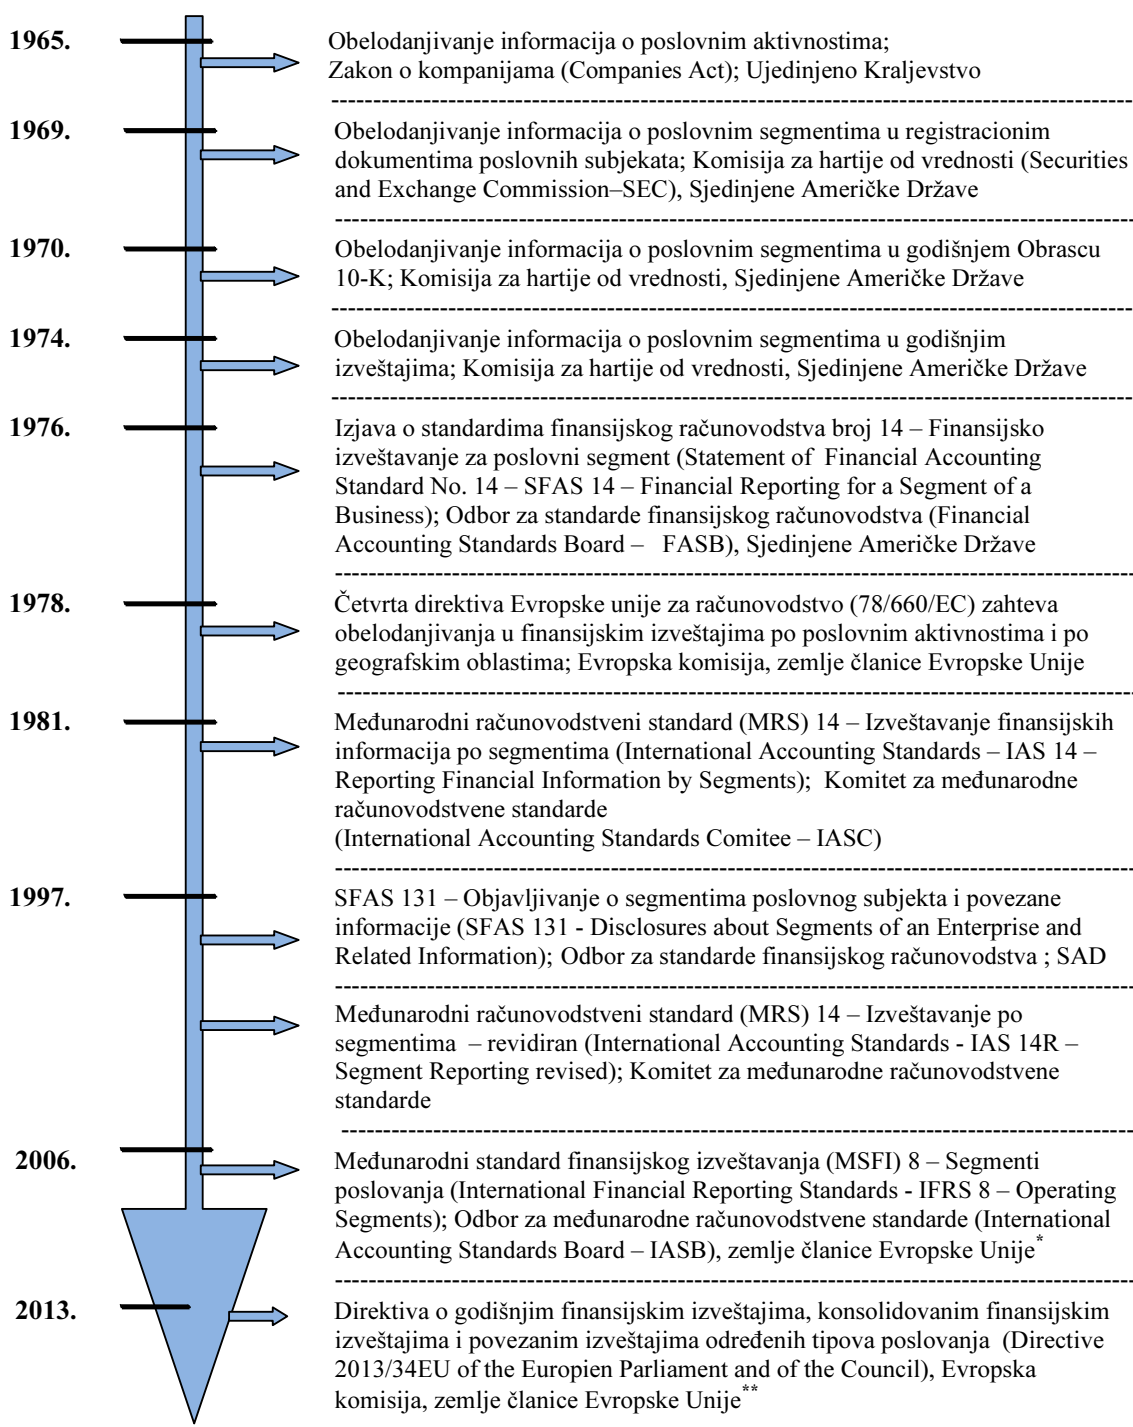 1965.
Obelodanjivanje informacija o poslovnim aktivnostima;
Zakon o kompanijama (Companies Act); Ujedinjeno Kraljevstvo
1969.
Obelodanjivanje informacija o poslovnim segmentima u registracionim
dokumentima poslovnih subjekata; Komisija za hartije od vrednosti (Securities
and Exchange Commission–SEC), Sjedinjene Američke Države
1970.
Obelodanjivanje informacija o poslovnim segmentima u godišnjem Obrascu
10-K; Komisija za hartije od vrednosti, Sjedinjene Američke Države
1974.
Obelodanjivanje informacija o poslovnim segmentima u godišnjim
izveštajima; Komisija za hartije od vrednosti, Sjedinjene Američke Države
1976.
Izjava o standardima finansijskog računovodstva broj 14 – Finansijsko
izveštavanje za poslovni segment (Statement of Financial Accounting
Standard No. 14 – SFAS 14 – Financial Reporting for a Segment of a
Business); Odbor za standarde finansijskog računovodstva (Financial
Accounting Standards Board – FASB), Sjedinjene Američke Države
1978.
Četvrta direktiva Evropske unije za računovodstvo (78/660/EC) zahteva
obelodanjivanja u finansijskim izveštajima po poslovnim aktivnostima i po
geografskim oblastima; Evropska komisija, zemlje članice Evropske Unije
1981.
Međunarodni računovodstveni standard (MRS) 14 – Izveštavanje finansijskih
informacija po segmentima (International Accounting Standards – IAS 14 –
Reporting Financial Information by Segments); Komitet za međunarodne
računovodstvene standarde
(International Accounting Standards Comitee – IASC)
1997.
SFAS 131 – Objavljivanje o segmentima poslovnog subjekta i povezane
informacije (SFAS 131 - Disclosures about Segments of an Enterprise and
Related Information); Odbor za standarde finansijskog računovodstva ; SAD
Međunarodni računovodstveni standard (MRS) 14 – Izveštavanje po
segmentima – revidiran (International Accounting Standards - IAS 14R –
Segment Reporting revised); Komitet za međunarodne računovodstvene
standarde
2006.
Međunarodni standard finansijskog izveštavanja (MSFI) 8 – Segmenti
poslovanja (International Financial Reporting Standards - IFRS 8 – Operating
Segments); Odbor za međunarodne računovodstvene standarde (International
Accounting Standards Board – IASB), zemlje članice Evropske Unije*
2013.
Direktiva o godišnjim finansijskim izveštajima, konsolidovanim finansijskim
izveštajima i povezanim izveštajima određenih tipova poslovanja (Directive
2013/34EU of the Europien Parliament and of the Council), Evropska
komisija, zemlje članice Evropske Unije**